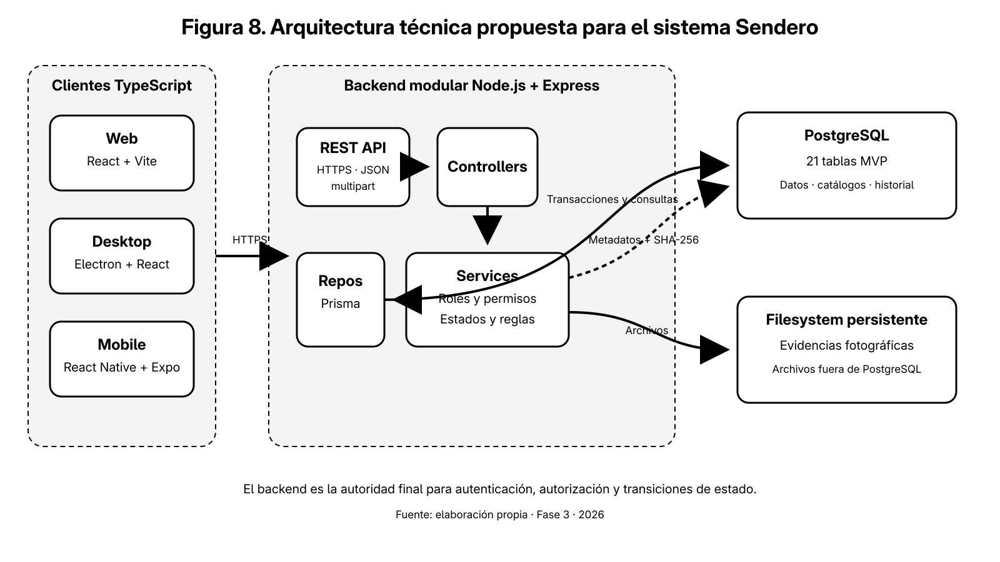 Figura 8. Arquitectura técnica propuesta para el sistema Sendero
Clientes TypeScript
Web
React + Vite
Desktop
Electron + React
Mobile
React Native + Expo
HTTPS
Backend modular Node.js + Express
REST API
HTTPS · JSON
multipart
Controllers
Repos
Prisma
Services
Roles y permisos
Estados y reglas
Transacciones y consultas
Metadatos + SHA-256
Archivos
PostgreSQL
21 tablas MVP
Datos · catálogos · historial
Filesystem persistente
Evidencias fotográficas
Archivos fuera de PostgreSQL
El backend es la autoridad final para autenticación, autorización y transiciones de estado.
Fuente: elaboración propia · Fase 3 · 2026